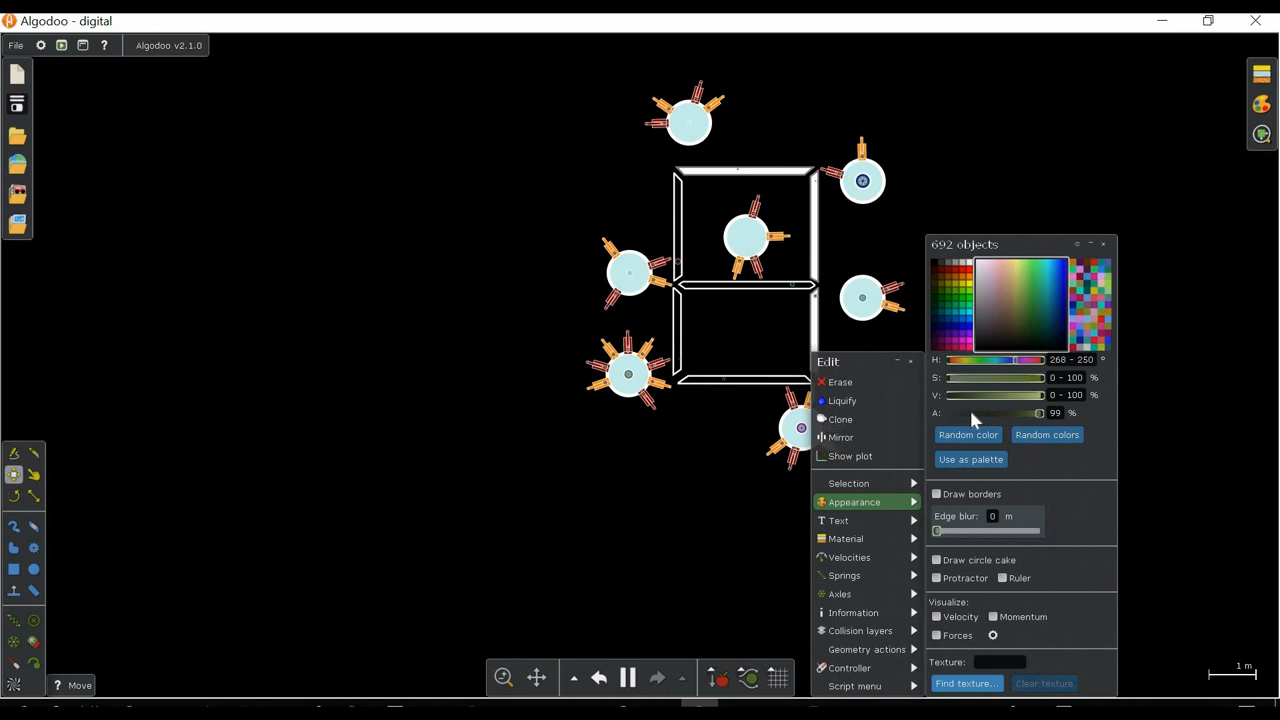 Algodoo - digital
File
?
Algodoo v2.1.0
692 objects
H: 268 - 250 °
S: 0 - 100 %
V: 0 - 100 %
A: 99 %
Random color
Random colors
Use as palette
Draw borders
Edge blur: 0 m
Draw circle cake
Protractor
Ruler
Visualize:
Velocity
Momentum
Forces
Texture:
Find texture...
Clear texture
Edit
Erase
Liquify
Clone
Mirror
Show plot
Selection
Appearance
Text
Material
Velocities
Springs
Axles
Information
Collision layers
Geometry actions
Controller
Script menu
? Move
1 m